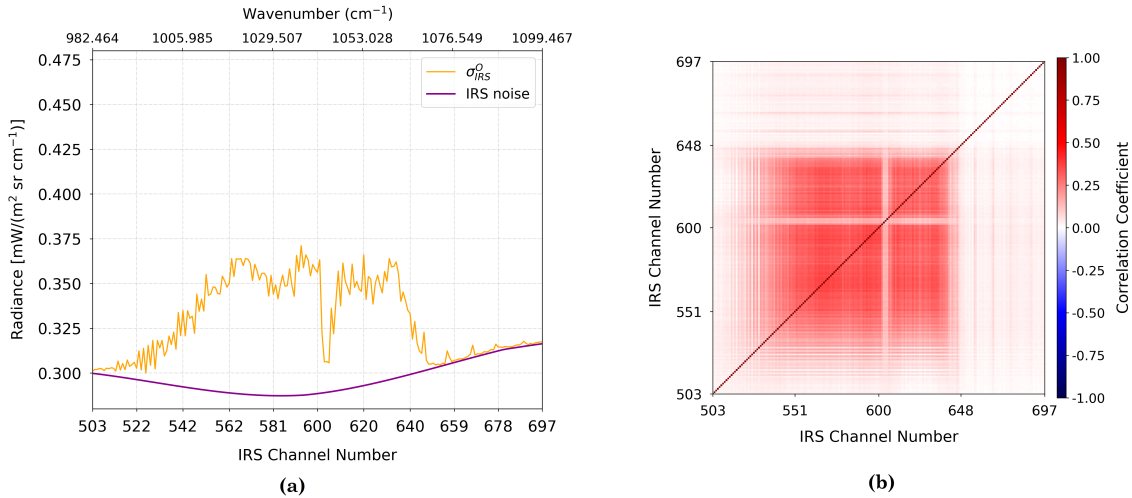 Wavenumber (cm⁻¹)
982.464 1005.985 1029.507 1053.028 1076.549 1099.467
0.475
0.450
0.425
0.400
0.375
0.350
0.325
0.300
Radiance [mW/(m² sr cm⁻¹)]
σ^O_IRS
IRS noise
503 522 542 562 581 600 620 640 659 678 697
IRS Channel Number
(a)
697
648
600
551
503
IRS Channel Number
503 551 600 648 697
IRS Channel Number
1.00
0.75
0.50
0.25
0.00
-0.25
-0.50
-0.75
-1.00
Correlation Coefficient
(b)